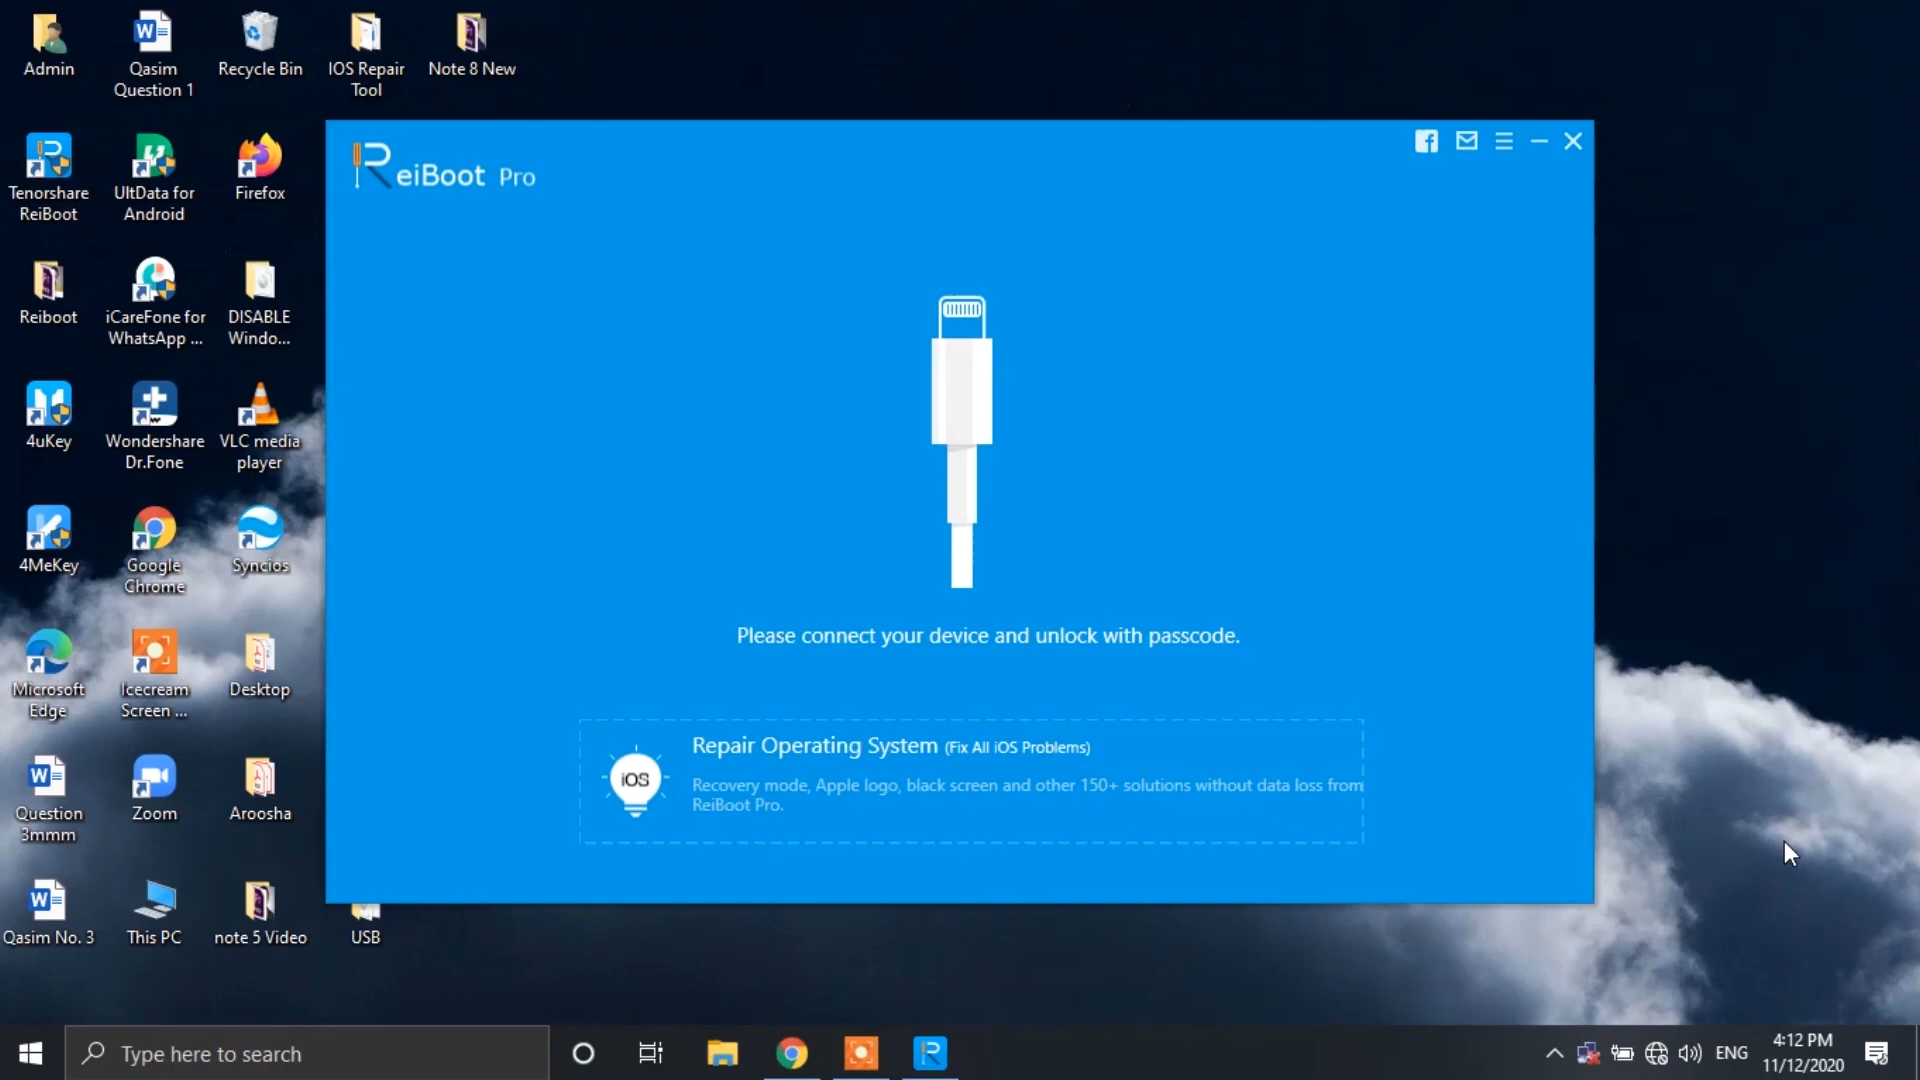 Admin
Qasim
Question 1
Recycle Bin
IOS Repair
Tool
Note 8 New
Tenorshare
ReiBoot
UltData for
Android
Firefox
Reiboot
iCareFone for
WhatsApp ...
DISABLE
Windo...
4uKey
Wondershare
Dr.Fone
VLC media
player
4MeKey
Google
Chrome
Syncios
Microsoft
Edge
Icecream
Screen ...
Desktop
Question
3mmm
Zoom
Aroosha
Qasim No. 3
This PC
note 5 Video
USB
ReiBoot Pro
Please connect your device and unlock with passcode.
iOS
Repair Operating System (Fix All iOS Problems)
Recovery mode, Apple logo, black screen and other 150+ solutions without data loss from
ReiBoot Pro.
Type here to search
ENG
4:12 PM
11/12/2020